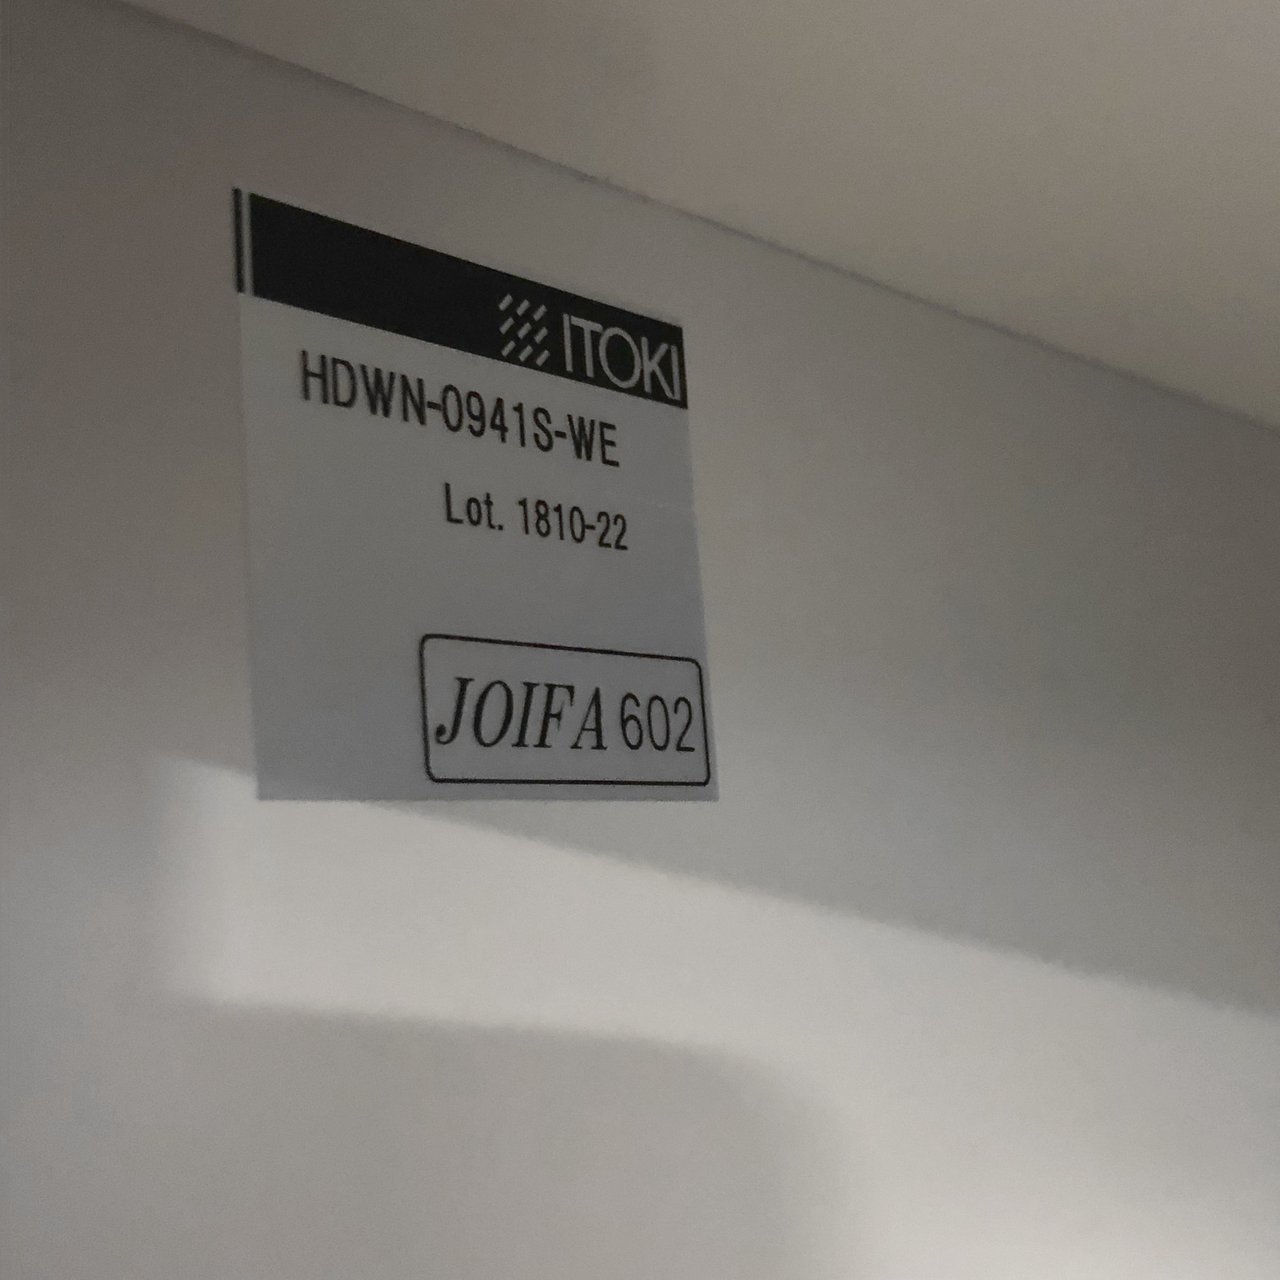 ITOKI
HDWN-0941S-WE
Lot. 1810-22
JOIFA 602